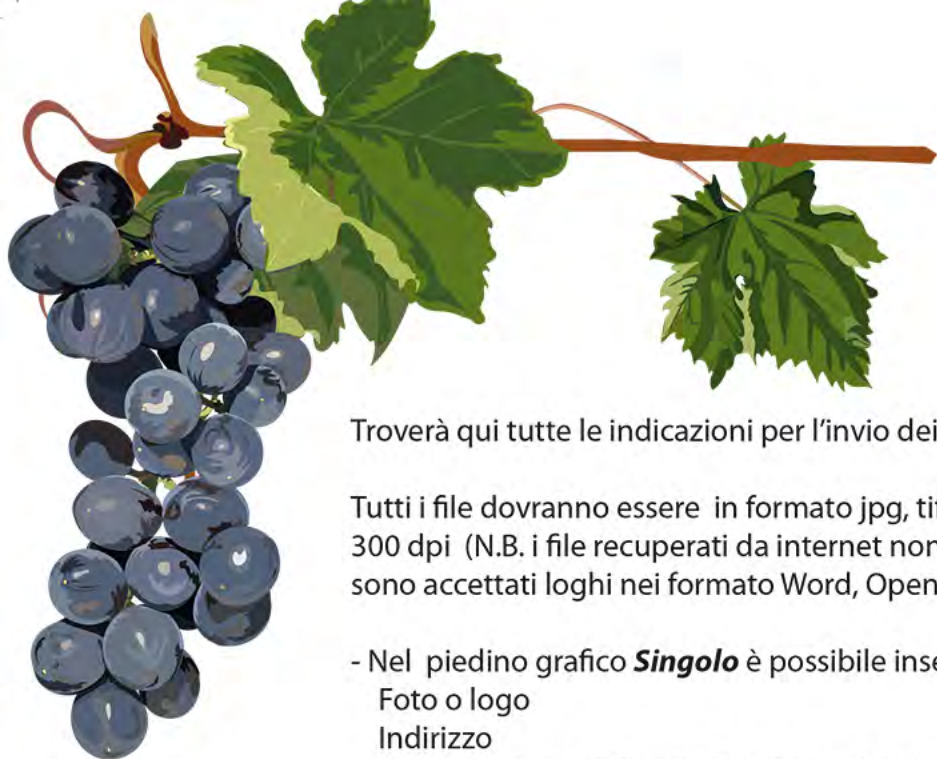 Troverà qui tutte le indicazioni per l'invio dei
Tutti i file dovranno essere in formato jpg,
300 dpi (N.B. i file recuperati da internet non
sono accettati loghi nei formato Word, Open
- Nel piedino grafico Singolo è possibile
Foto o logo
Indirizzo